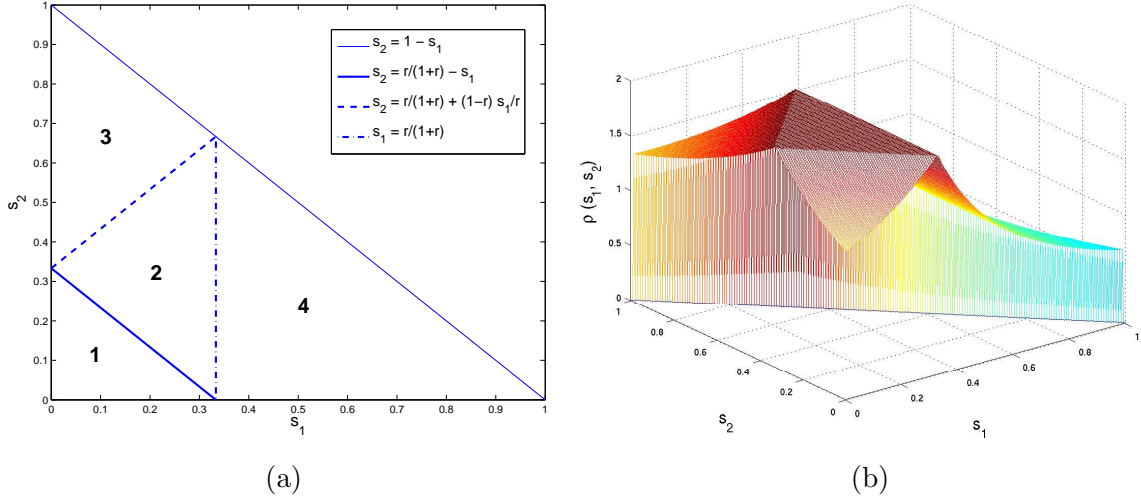 1
0.9
0.8
0.7
0.6
0.5
0.4
0.3
0.2
0.1
0
s₂
0 0.1 0.2 0.3 0.4 0.5 0.6 0.7 0.8 0.9 1
s₁
s₂ = 1 − s₁
s₂ = r/(1+r) − s₁
s₂ = r/(1+r) + (1−r) s₁/r
s₁ = r/(1+r)
3
2
4
1
(a)
2
1.5
1
0.5
0
ρ (s₁, s₂)
1
0.8
0.6
0.4
0.2
0
s₂
0
0.2
0.4
0.6
0.8
1
s₁
(b)